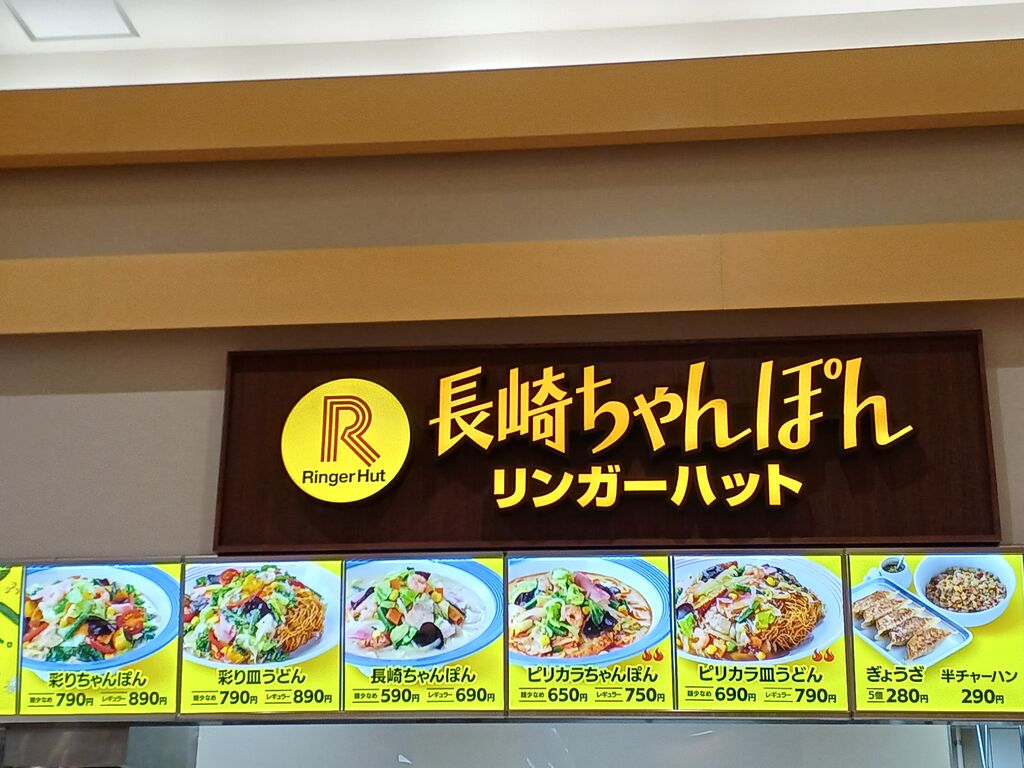 長崎ちゃんぽん
Ringer Hut
リンガーハット
彩りちゃんぽん
麺少なめ 790円 レギュラー 890円
彩り皿うどん
麺少なめ 790円 レギュラー 890円
長崎ちゃんぽん
麺少なめ 590円 レギュラー 690円
ピリカラちゃんぽん
麺少なめ 650円 レギュラー 750円
ピリカラ皿うどん
麺少なめ 690円 レギュラー 790円
ぎょうざ
5個 280円
半チャーハン
290円